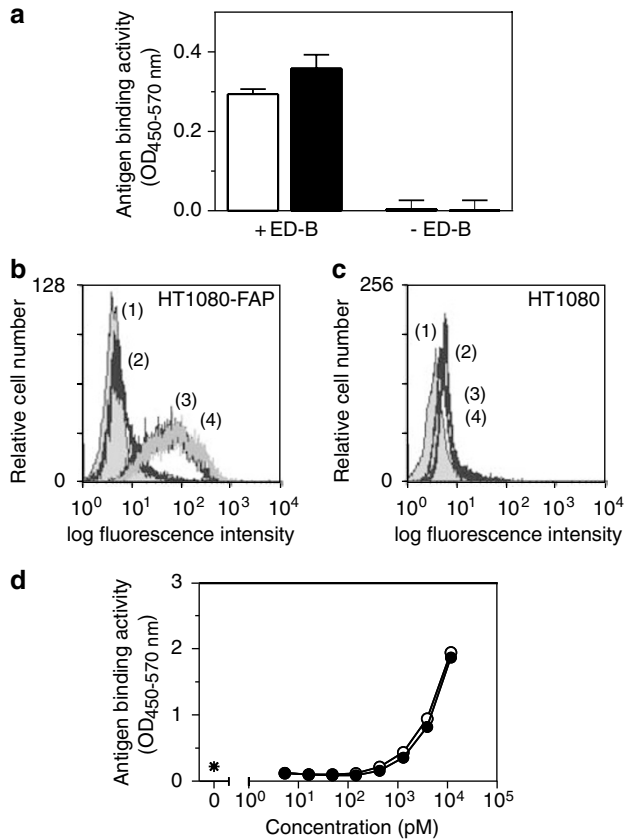 a
Antigen binding activity
(OD450-570 nm)
0.4
0.2
0.0
+ED-B
- ED-B
b
128
Relative cell number
0
HT1080-FAP
(1)
(2)
(3)
(4)
10^0 10^1 10^2 10^3 10^4
log fluorescence intensity
c
256
Relative cell number
0
HT1080
(1)
(2)
(3)
(4)
10^0 10^1 10^2 10^3 10^4
log fluorescence intensity
d
Antigen binding activity
(OD450-570 nm)
3
2
1
0
*
0
10^0 10^1 10^2 10^3 10^4 10^5
Concentration (pM)